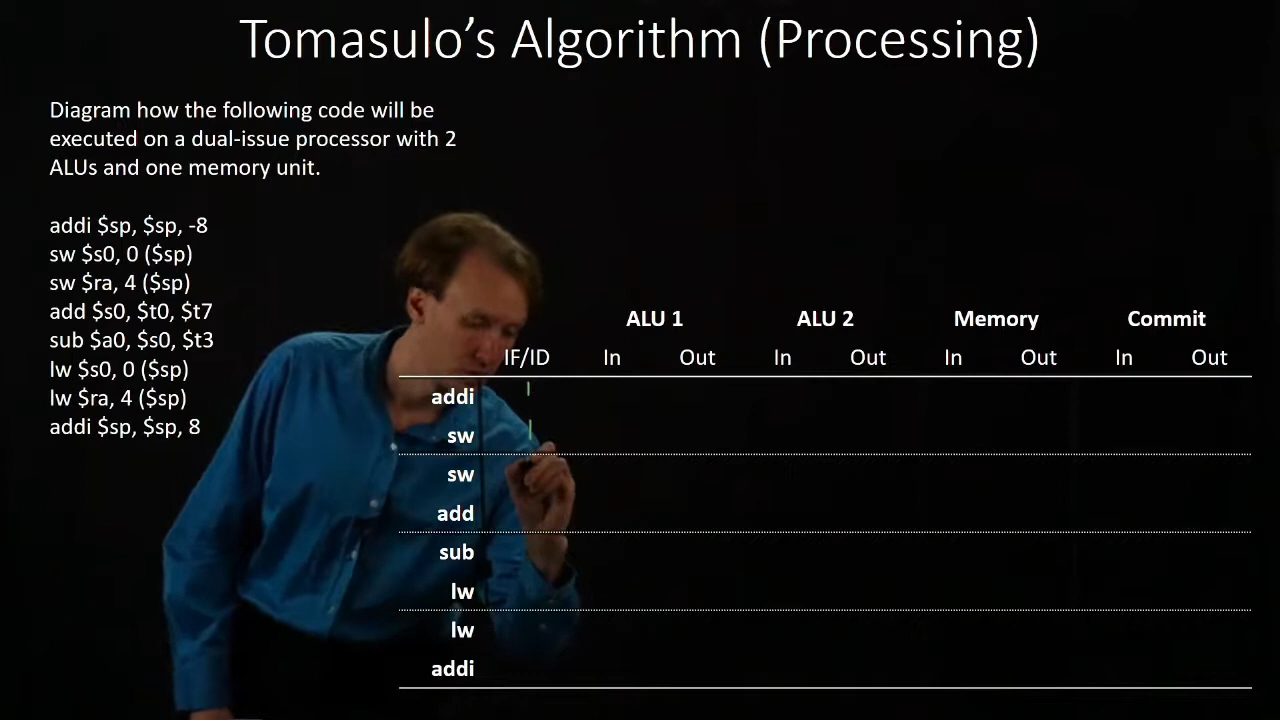 Tomasulo's Algorithm (Processing)
Diagram how the following code will be
executed on a dual-issue processor with 2
ALUs and one memory unit.
addi $sp, $sp, -8
sw $s0, 0 ($sp)
sw $ra, 4 ($sp)
add $s0, $t0, $t7
sub $a0, $s0, $t3
lw $s0, 0 ($sp)
lw $ra, 4 ($sp)
addi $sp, $sp, 8
ALU 1 ALU 2 Memory Commit
IF/ID In Out In Out In Out In Out
addi 1
sw 1
sw
add
sub
lw
lw
addi